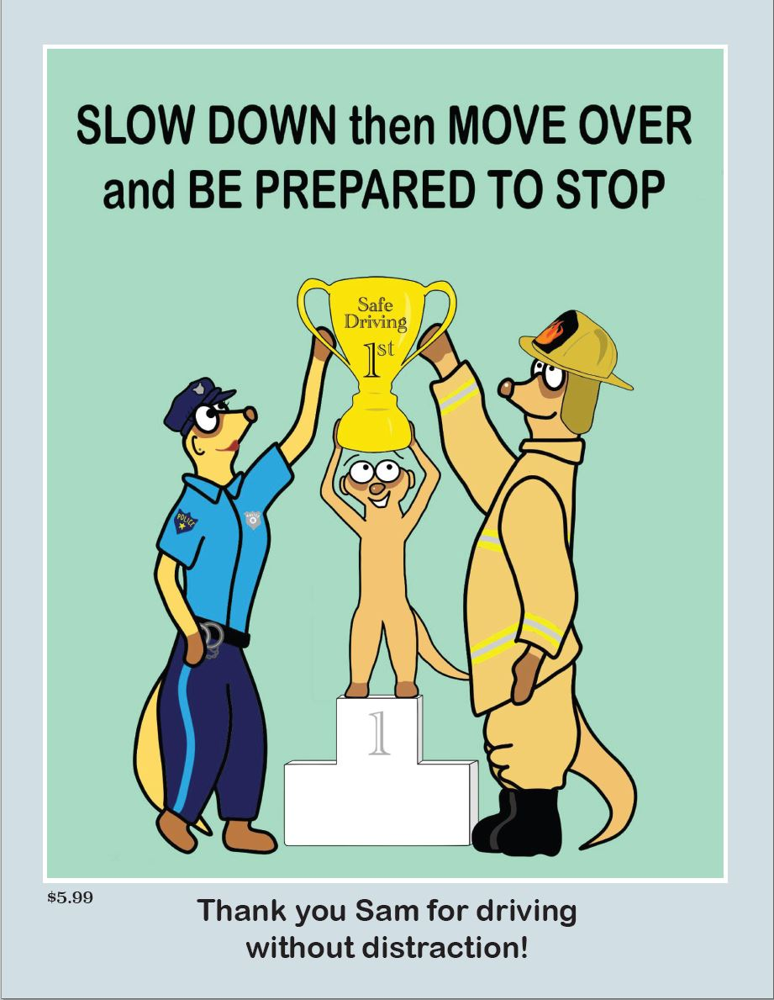 SLOW DOWN then MOVE OVER
and BE PREPARED TO STOP
Safe
Driving
1st
POLICE
1
$5.99
Thank you Sam for driving
without distraction!